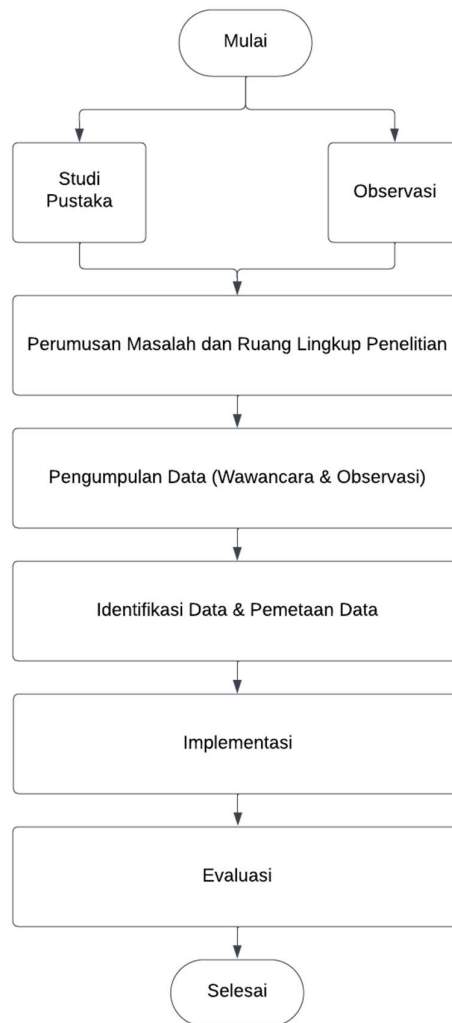 Mulai
Studi
Pustaka
Observasi
Perumusan Masalah dan Ruang Lingkup Penelitian
Pengumpulan Data (Wawancara & Observasi)
Identifikasi Data & Pemetaan Data
Implementasi
Evaluasi
Selesai